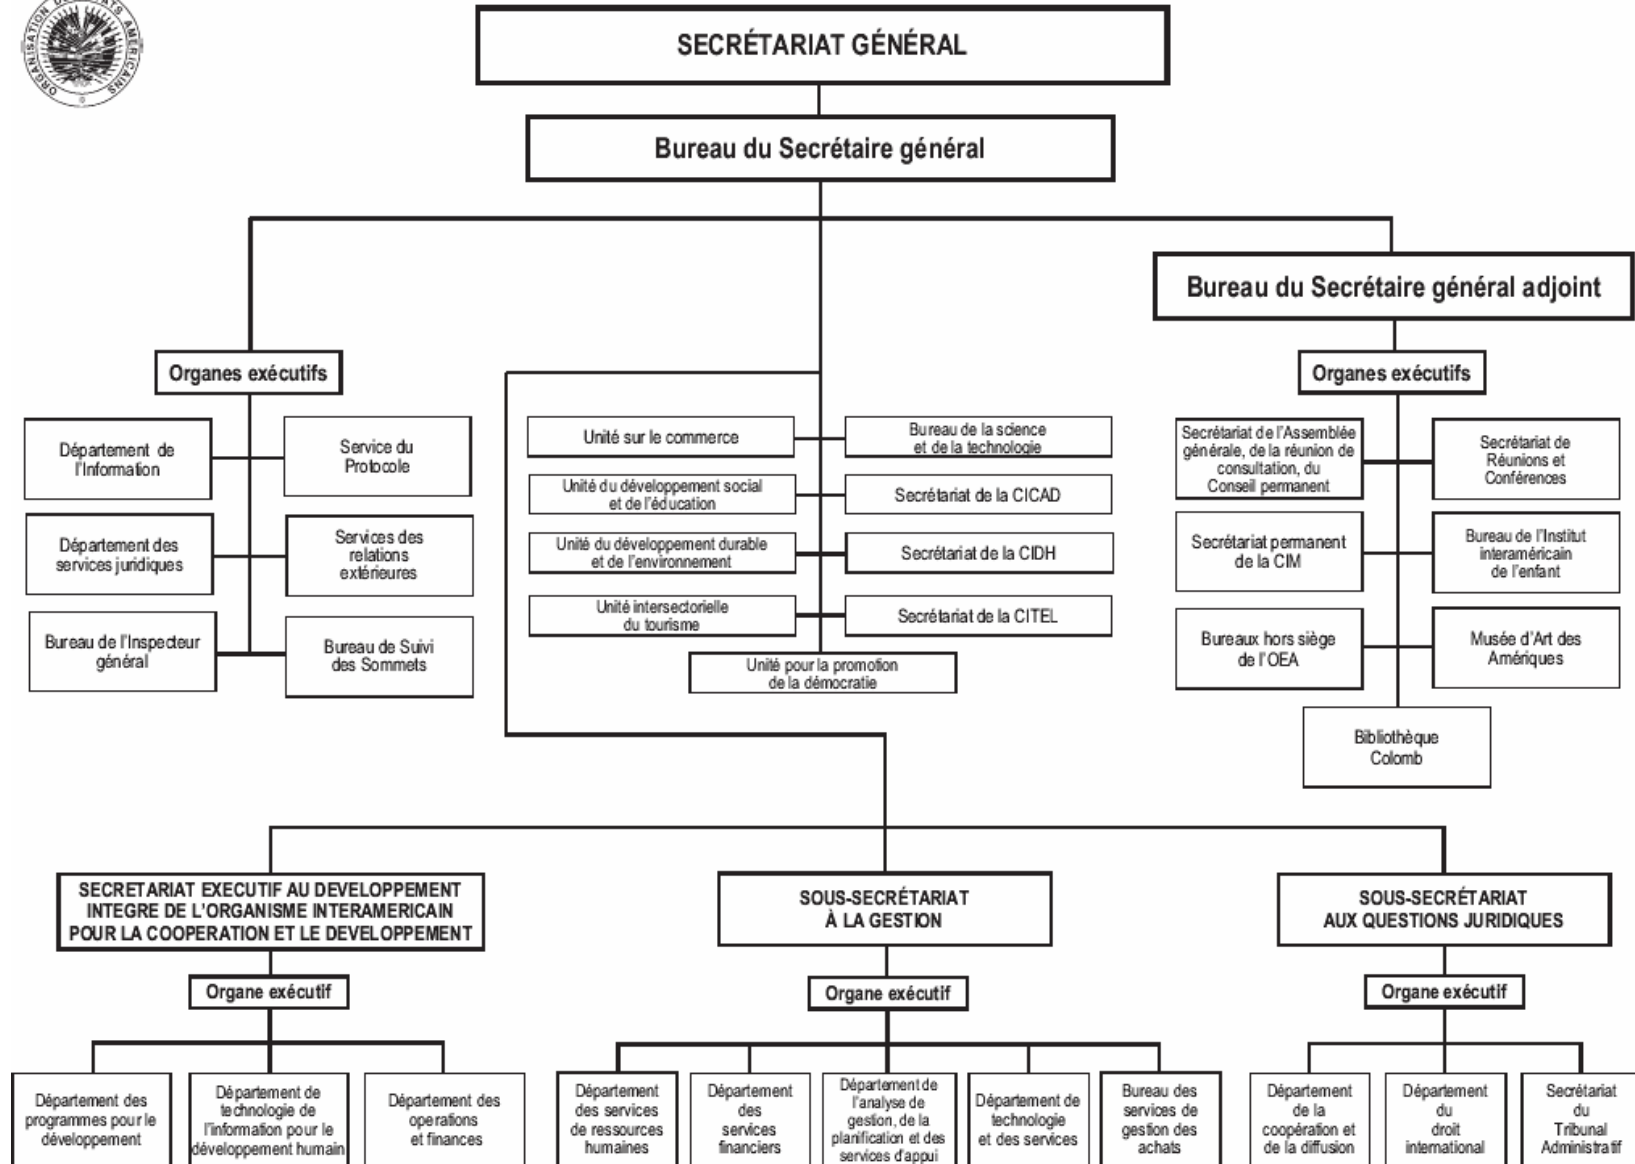 ORGANISATION DES ÉTATS AMÉRICAINS
SECRÉTARIAT GÉNÉRAL
Bureau du Secrétaire général
Bureau du Secrétaire général adjoint
Organes exécutifs
Département de
l'Information
Service du
Protocole
Département des
services juridiques
Services des
relations
extérieures
Bureau de l'Inspecteur
général
Bureau de Suivi
des Sommets
Unité sur le commerce
Bureau de la science
et de la technologie
Unité du développement social
et de l'éducation
Secrétariat de la CICAD
Unité du développement durable
et de l'environnement
Secrétariat de la CIDH
Unité intersectorielle
du tourisme
Secrétariat de la CITEL
Unité pour la promotion
de la démocratie
Organes exécutifs
Secrétariat de l'Assemblée
générale, de la réunion de
consultation, du
Conseil permanent
Secrétariat de
Réunions et
Conférences
Secrétariat permanent
de la CIM
Bureau de l'Institut
interaméricain
de l'enfant
Bureaux hors siège
de l'OEA
Musée d'Art des
Amériques
Bibliothèque
Colomb
SECRETARIAT EXECUTIF AU DEVELOPPEMENT
INTEGRE DE L'ORGANISME INTERAMERICAIN
POUR LA COOPERATION ET LE DEVELOPPEMENT
Organe exécutif
Département des
programmes pour le
développement
Département de
technologie de
l'information pour le
développement humain
Département des
operations
et finances
SOUS-SECRÉTARIAT
À LA GESTION
Organe exécutif
Département
des services
de ressources
humaines
Département
des
services
financiers
Département de
l'analyse de
gestion, de la
planification et des
services d'appui
Département de
technologie
et des services
Bureau des
services de
gestion des
achats
SOUS-SECRÉTARIAT
AUX QUESTIONS JURIDIQUES
Organe exécutif
Département
de la
coopération et
de la diffusion
Département
du
droit
international
Secrétariat
du
Tribunal
Administratif